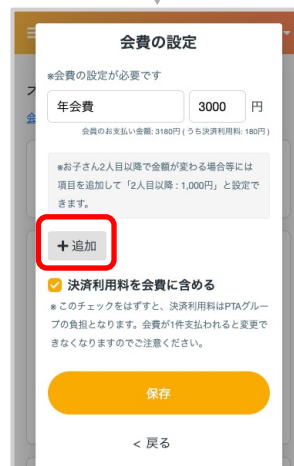 会費の設定
※会費の設定が必要です
年会費 3000 円
会員のお支払い金額: 3180円 ( うち決済利用料: 180円 )
※お子さん2人目以降で金額が変わる場合等には
項目を追加して「2人目以降 : 1,000円」と設定で
きます。
+ 追加
決済利用料を会費に含める
※ このチェックをはずすと、決済利用料はPTAグルー
プの負担となります。会費が1件支払われると変更で
きなくなりますのでご注意ください。
保存
< 戻る